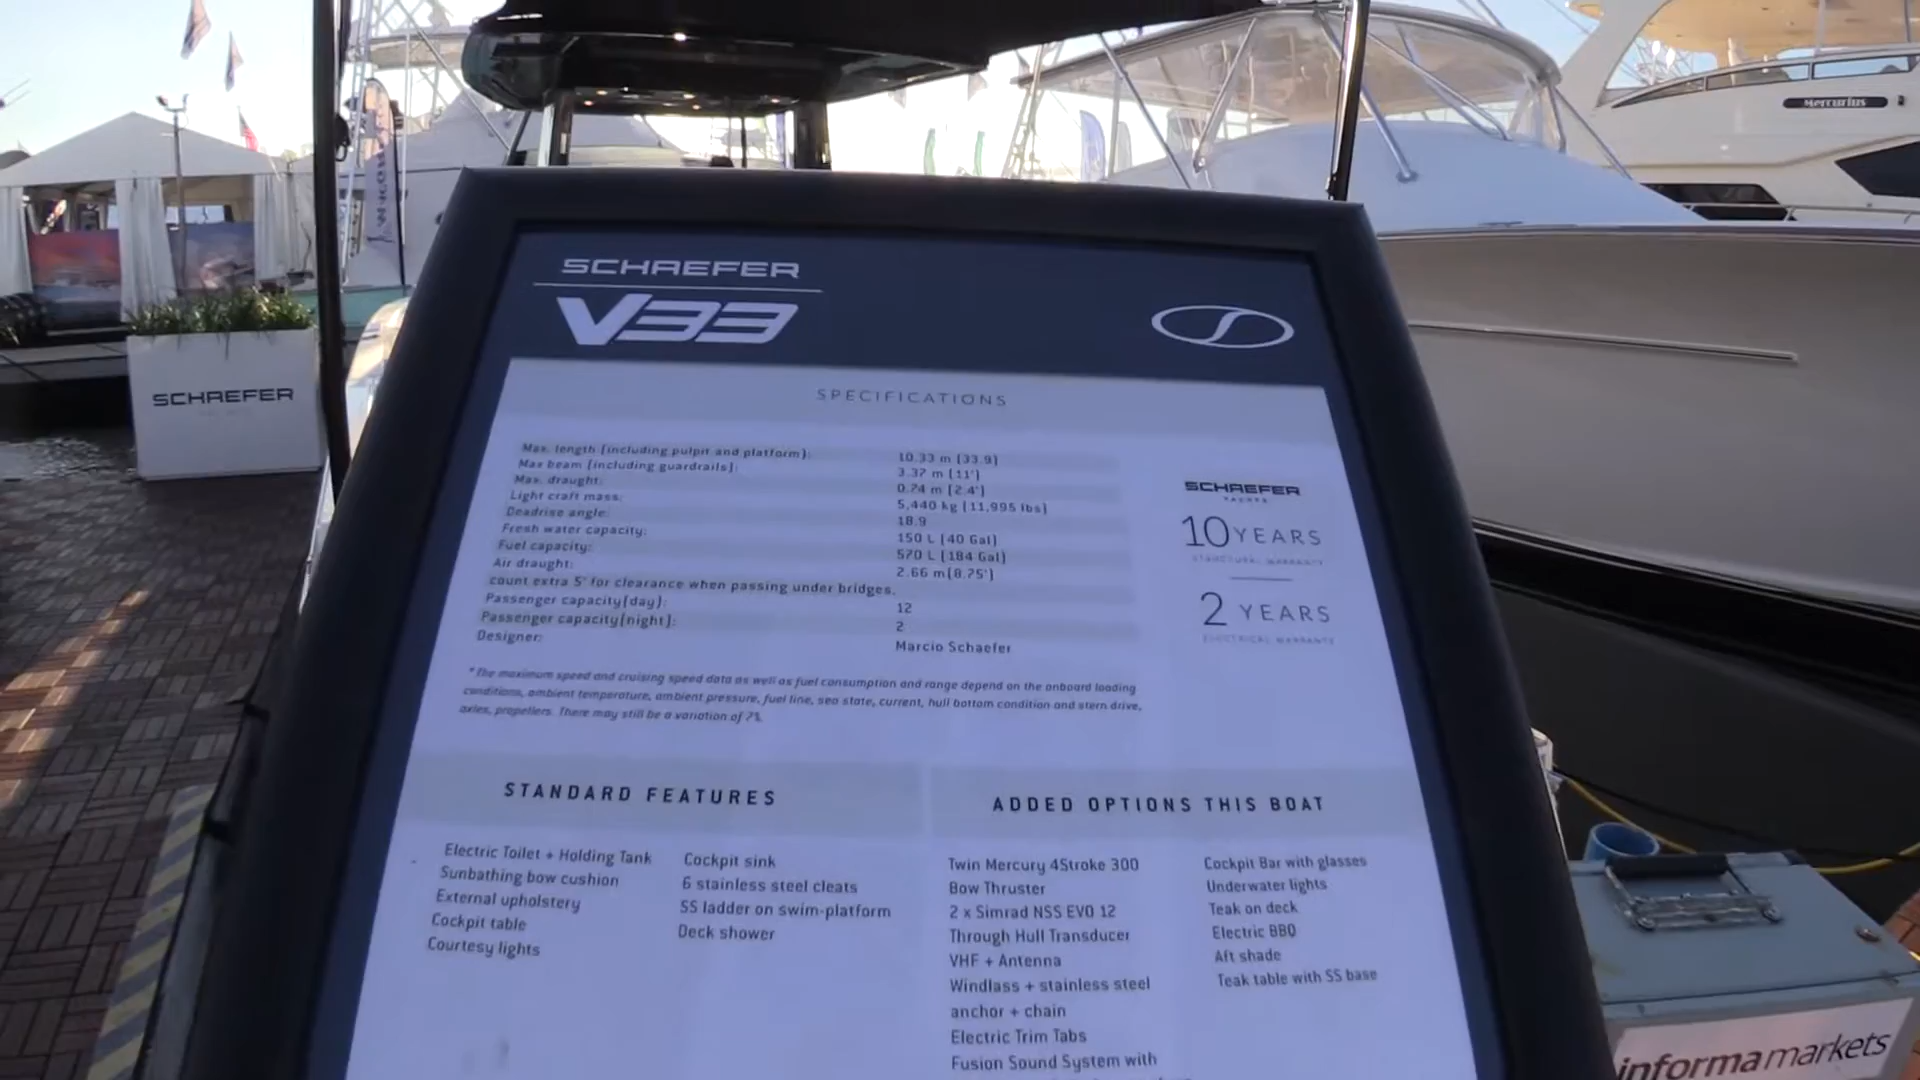 Mercurius
SCHAEFER
SCHAEFER
V33
SPECIFICATIONS
Max. length [including pulpit and platform]: 10.33 m [33.9]
Max beam [including guardrails]: 3.37 m [11']
Max. draught: 0.74 m [2.4']
Light craft mass: 5,440 kg [11,995 lbs]
Deadrise angle: 18.9
Fresh water capacity: 150 L [40 Gal]
Fuel capacity: 570 L [184 Gal]
Air draught: 2.66 m[8.75']
count extra 5' for clearance when passing under bridges.
Passenger capacity[day]: 12
Passenger capacity[night]: 2
Designer: Marcio Schaefer
SCHAEFER
YACHTS
10 YEARS
STRUCTURAL WARRANTY
2 YEARS
ELECTRICAL WARRANTY
* The maximum speed and cruising speed data as well as fuel consumption and range depend on the onboard loading
conditions, ambient temperature, ambient pressure, fuel line, sea state, current, hull bottom condition and stern drive,
axles, propellers. There may still be a variation of 7%.
STANDARD FEATURES
Electric Toilet + Holding Tank
Sunbathing bow cushion
External upholstery
Cockpit table
Courtesy lights
Cockpit sink
6 stainless steel cleats
SS ladder on swim-platform
Deck shower
ADDED OPTIONS THIS BOAT
Twin Mercury 4Stroke 300
Bow Thruster
2 x Simrad NSS EVO 12
Through Hull Transducer
VHF + Antenna
Windlass + stainless steel
anchor + chain
Electric Trim Tabs
Fusion Sound System with
Cockpit Bar with glasses
Underwater lights
Teak on deck
Electric BBQ
Aft shade
Teak table with SS base
informa markets